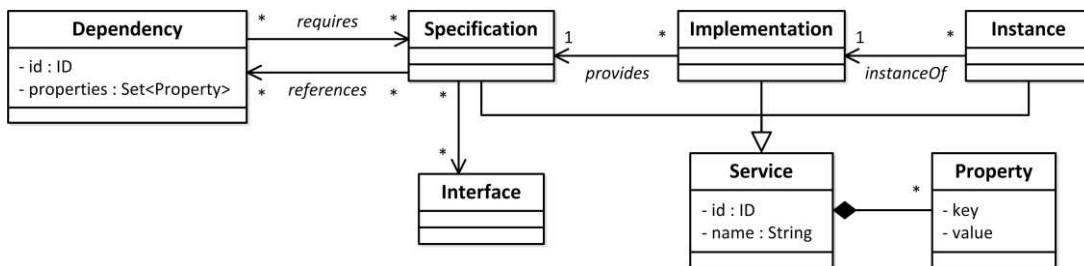 Dependency
- id : ID
- properties : Set<Property>
* requires *
* references *
Specification
1 *
provides
Implementation
1 *
instanceOf
Instance
*
*
Interface
Service
- id : ID
- name : String
*
Property
- key
- value